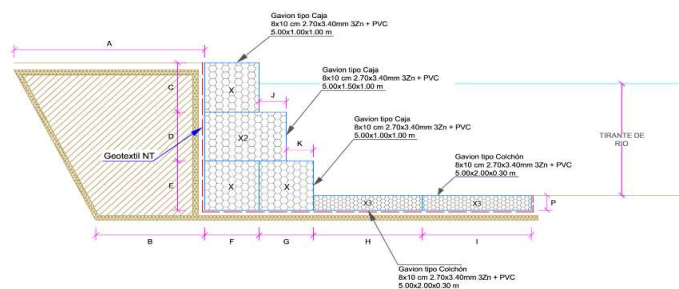 Gavion tipo Caja
8x10 cm 2.70x3.40mm 3Zn + PVC
5.00x1.00x1.00 m
A
Gavion tipo Caja
8x10 cm 2.70x3.40mm 3Zn + PVC
5.00x1.50x1.00 m
C
X
J
Gavion tipo Caja
8x10 cm 2.70x3.40mm 3Zn + PVC
5.00x1.00x1.00 m
D
X2
K
TIRANTE DE
RIO
Geotextil NT
Gavion tipo Colchón
8x10 cm 2.70x3.40mm 3Zn + PVC
5.00x2.00x0.30 m
E
X
X
X3
X3
P
B
F
G
H
I
Gavion tipo Colchón
8x10 cm 2.70x3.40mm 3Zn + PVC
5.00x2.00x0.30 m